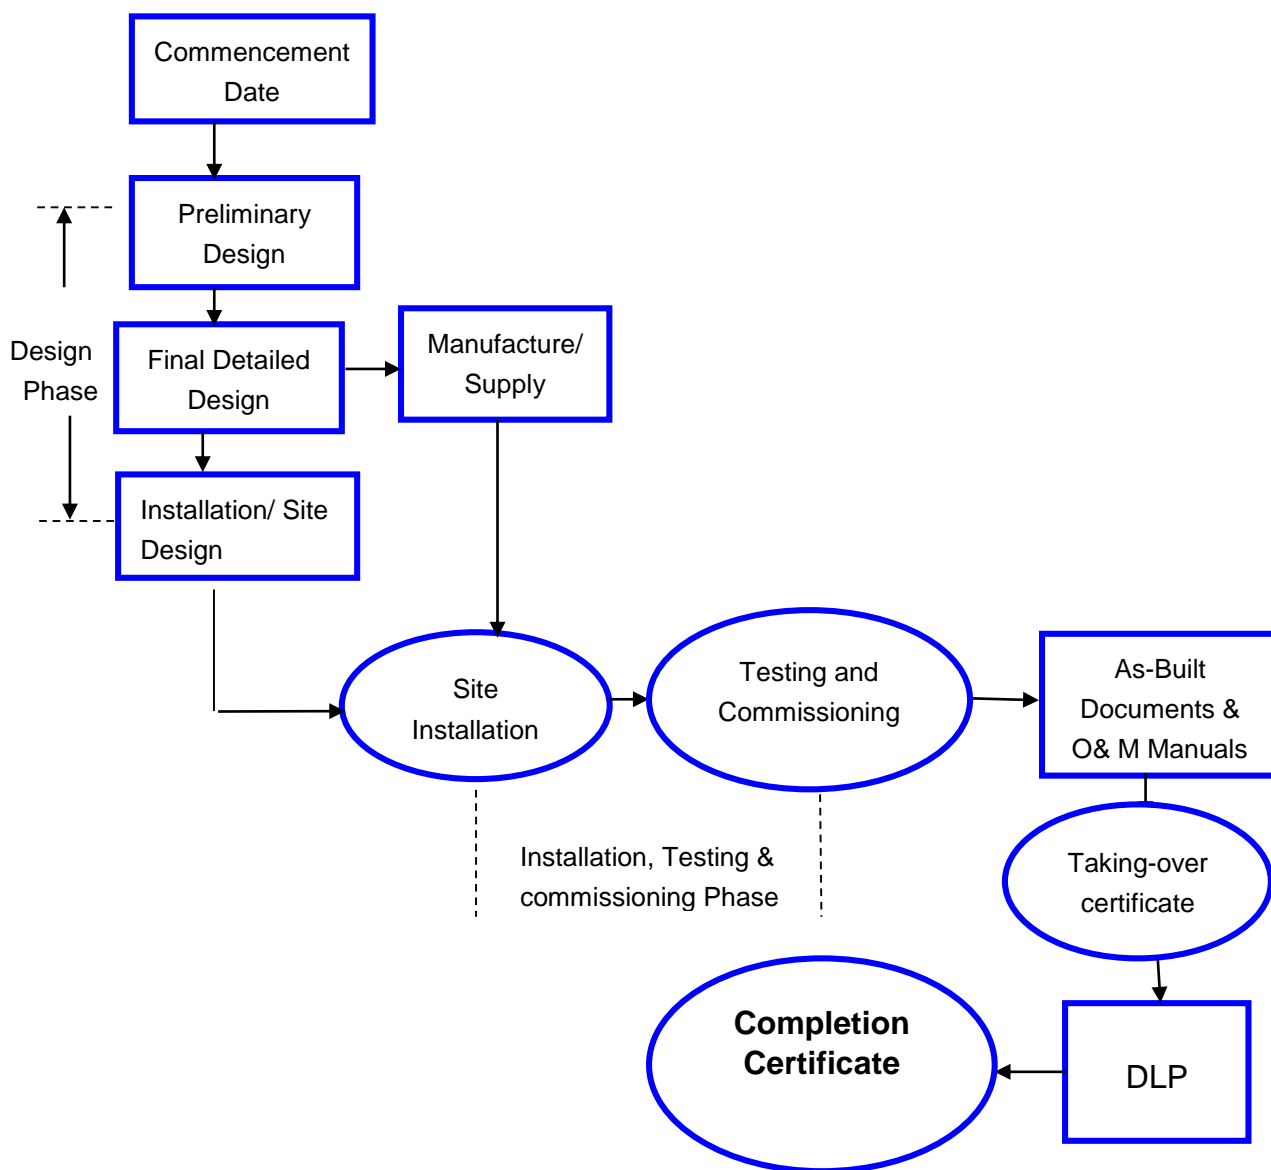 Commencement
Date
Preliminary
Design
Design
Phase
Final Detailed
Design
Manufacture/
Supply
Installation/ Site
Design
Site
Installation
Testing and
Commissioning
As-Built
Documents &
O& M Manuals
Installation, Testing &
commissioning Phase
Taking-over
certificate
Completion
Certificate
DLP